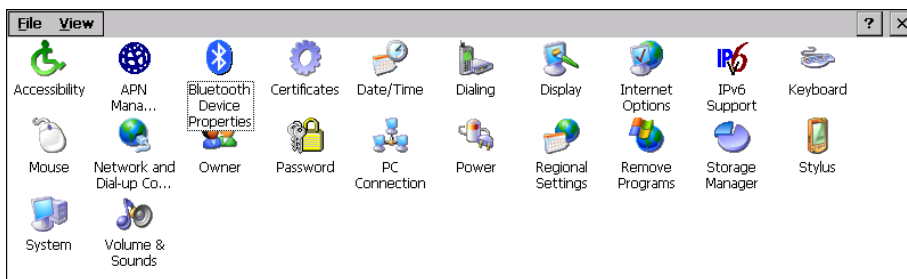 File View ? ×
Accessibility APN Mana... Bluetooth Device Properties Certificates Date/Time Dialing Display Internet Options IPv6 Support Keyboard
Mouse Network and Dial-up Co... Owner Password PC Connection Power Regional Settings Remove Programs Storage Manager Stylus
System Volume & Sounds